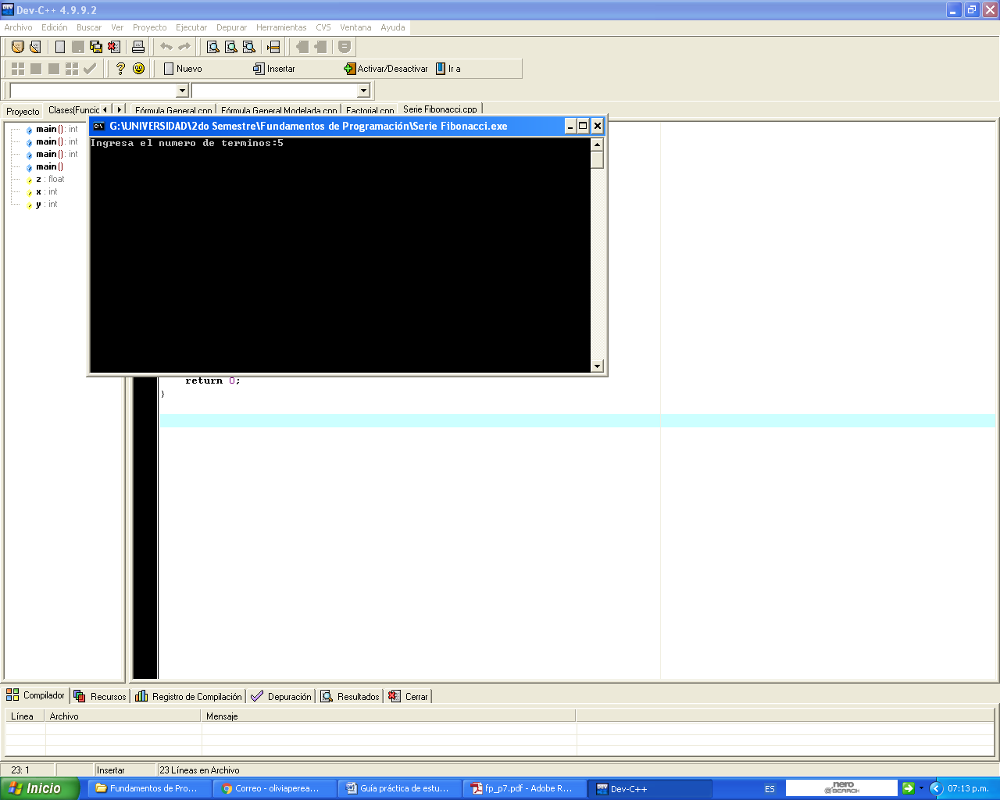 Dev-C++ 4.9.9.2
Archivo Edición Buscar Ver Proyecto Ejecutar Depurar Herramientas CVS Ventana Ayuda
Nuevo Insertar Activar/Desactivar Ir a
Proyecto Clases(Funcic Fórmula General.cpp Fórmula General Modelada.cpp Factorial.cpp Serie Fibonacci.cpp
G:\UNIVERSIDAD\2do Semestre\Fundamentos de Programación\Serie Fibonacci.exe
Ingresa el numero de terminos:5
main() : int
main() : int
main() : int
main()
z : float
x : int
y : int
return 0;
}
Compilador Recursos Registro de Compilación Depuración Resultados Cerrar
Línea Archivo Mensaje
23: 1 Insertar 23 Líneas en Archivo
Inicio Fundamentos de Pro... Correo - oliviaperea... Guía práctica de estu... fp_p7.pdf - Adobe R... Dev-C++ ES nero SEARCH 07:13 p.m.